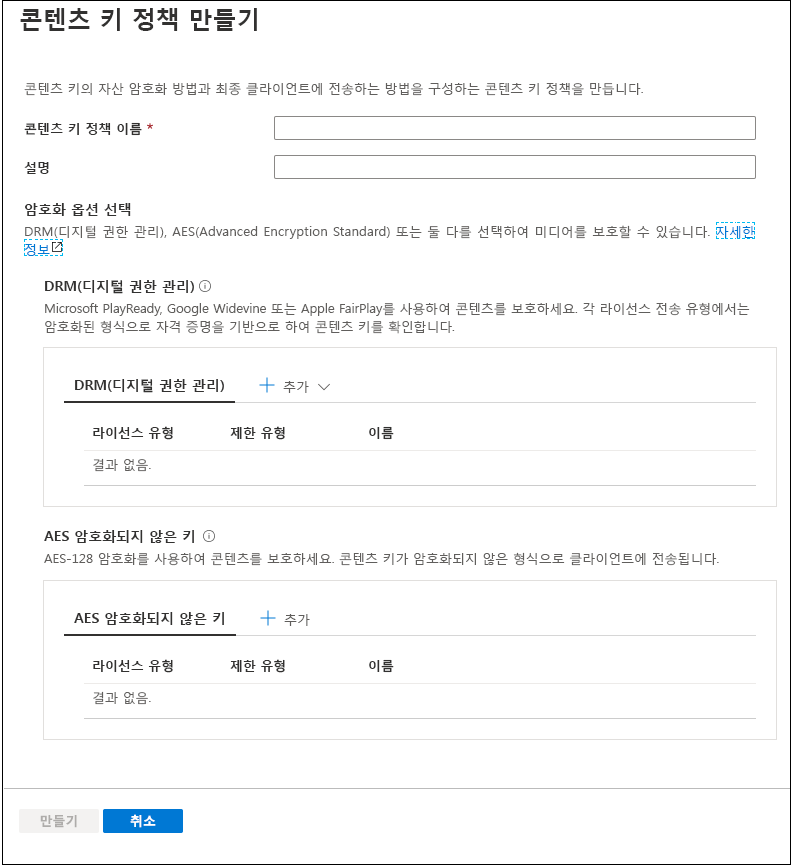 콘텐츠 키 정책 만들기
콘텐츠 키의 자산 암호화 방법과 최종 클라이언트에 전송하는 방법을 구성하는 콘텐츠 키 정책을 만듭니다.
콘텐츠 키 정책 이름 *
설명
암호화 옵션 선택
DRM(디지털 권한 관리), AES(Advanced Encryption Standard) 또는 둘 다를 선택하여 미디어를 보호할 수 있습니다. 자세한
정보
DRM(디지털 권한 관리)
Microsoft PlayReady, Google Widevine 또는 Apple FairPlay를 사용하여 콘텐츠를 보호하세요. 각 라이선스 전송 유형에서는
암호화된 형식으로 자격 증명을 기반으로 하여 콘텐츠 키를 확인합니다.
DRM(디지털 권한 관리) 추가
라이선스 유형 제한 유형 이름
결과 없음.
AES 암호화되지 않은 키
AES-128 암호화를 사용하여 콘텐츠를 보호하세요. 콘텐츠 키가 암호화되지 않은 형식으로 클라이언트에 전송됩니다.
AES 암호화되지 않은 키 추가
라이선스 유형 제한 유형 이름
결과 없음.
만들기 취소